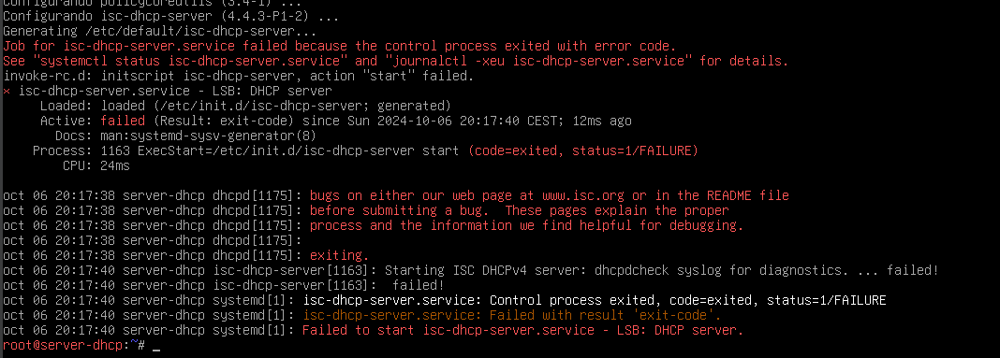 Configurando policycoreutils (3.4-1) ...
Configurando isc-dhcp-server (4.4.3-P1-2) ...
Generating /etc/default/isc-dhcp-server...
Job for isc-dhcp-server.service failed because the control process exited with error code.
See "systemctl status isc-dhcp-server.service" and "journalctl -xeu isc-dhcp-server.service" for details.
invoke-rc.d: initscript isc-dhcp-server, action "start" failed.
× isc-dhcp-server.service - LSB: DHCP server
Loaded: loaded (/etc/init.d/isc-dhcp-server; generated)
Active: failed (Result: exit-code) since Sun 2024-10-06 20:17:40 CEST; 12ms ago
Docs: man:systemd-sysv-generator(8)
Process: 1163 ExecStart=/etc/init.d/isc-dhcp-server start (code=exited, status=1/FAILURE)
CPU: 24ms
oct 06 20:17:38 server-dhcp dhcpd[1175]: bugs on either our web page at www.isc.org or in the README file
oct 06 20:17:38 server-dhcp dhcpd[1175]: before submitting a bug.  These pages explain the proper
oct 06 20:17:38 server-dhcp dhcpd[1175]: process and the information we find helpful for debugging.
oct 06 20:17:38 server-dhcp dhcpd[1175]:
oct 06 20:17:38 server-dhcp dhcpd[1175]: exiting.
oct 06 20:17:40 server-dhcp isc-dhcp-server[1163]: Starting ISC DHCPv4 server: dhcpdcheck syslog for diagnostics. ... failed!
oct 06 20:17:40 server-dhcp isc-dhcp-server[1163]:  failed!
oct 06 20:17:40 server-dhcp systemd[1]: isc-dhcp-server.service: Control process exited, code=exited, status=1/FAILURE
oct 06 20:17:40 server-dhcp systemd[1]: isc-dhcp-server.service: Failed with result 'exit-code'.
oct 06 20:17:40 server-dhcp systemd[1]: Failed to start isc-dhcp-server.service - LSB: DHCP server.
root@server-dhcp:~# _